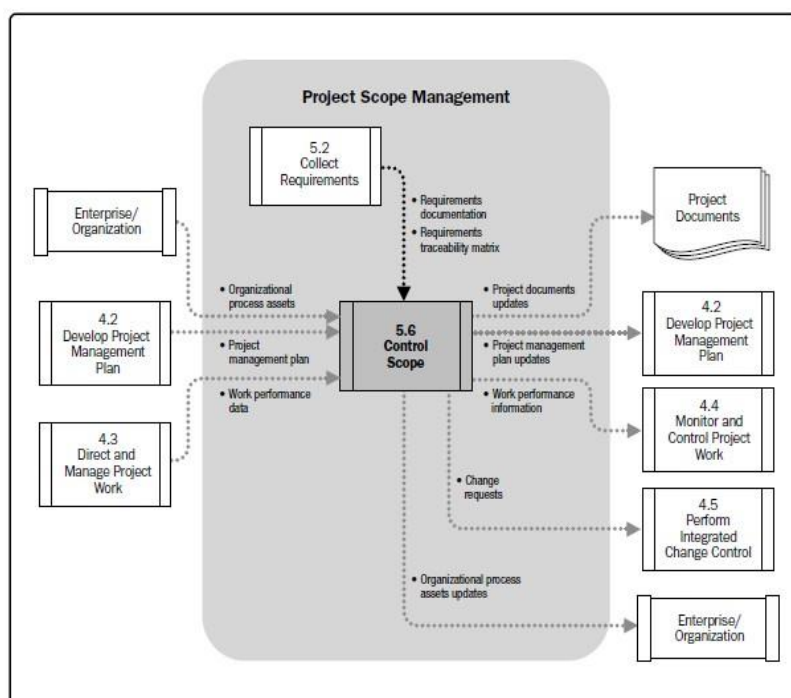 Project Scope Management
5.2
Collect
Requirements
Enterprise/
Organization
• Requirements
documentation
• Requirements
traceability matrix
Project
Documents
• Organizational
process assets
• Project documents
updates
4.2
Develop Project
Management
Plan
5.6
Control
Scope
4.2
Develop Project
Management
Plan
• Project
management plan
• Project management
plan updates
• Work performance
data
• Work performance
information
4.3
Direct and
Manage Project
Work
4.4
Monitor and
Control Project
Work
• Change
requests
4.5
Perform
Integrated
Change Control
• Organizational process
assets updates
Enterprise/
Organization